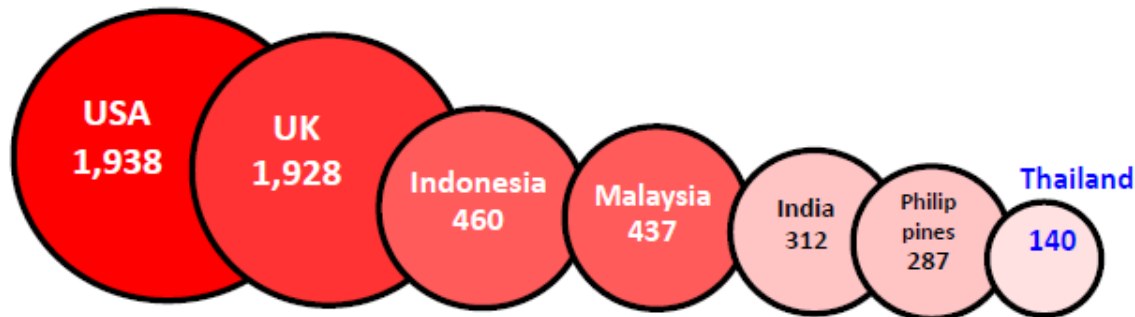 USA
1,938
UK
1,928
Indonesia
460
Malaysia
437
India
312
Philip
pines
287
Thailand
140